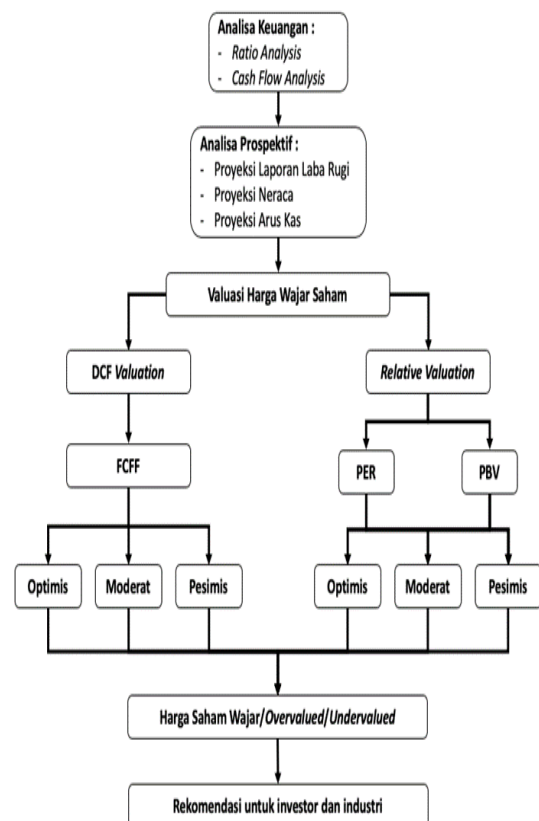 Analisa Keuangan :
- Ratio Analysis
- Cash Flow Analysis
Analisa Prospektif :
- Proyeksi Laporan Laba Rugi
- Proyeksi Neraca
- Proyeksi Arus Kas
Valuasi Harga Wajar Saham
DCF Valuation
Relative Valuation
FCFF
PER
PBV
Optimis
Moderat
Pesimis
Optimis
Moderat
Pesimis
Harga Saham Wajar/Overvalued/Undervalued
Rekomendasi untuk investor dan industri